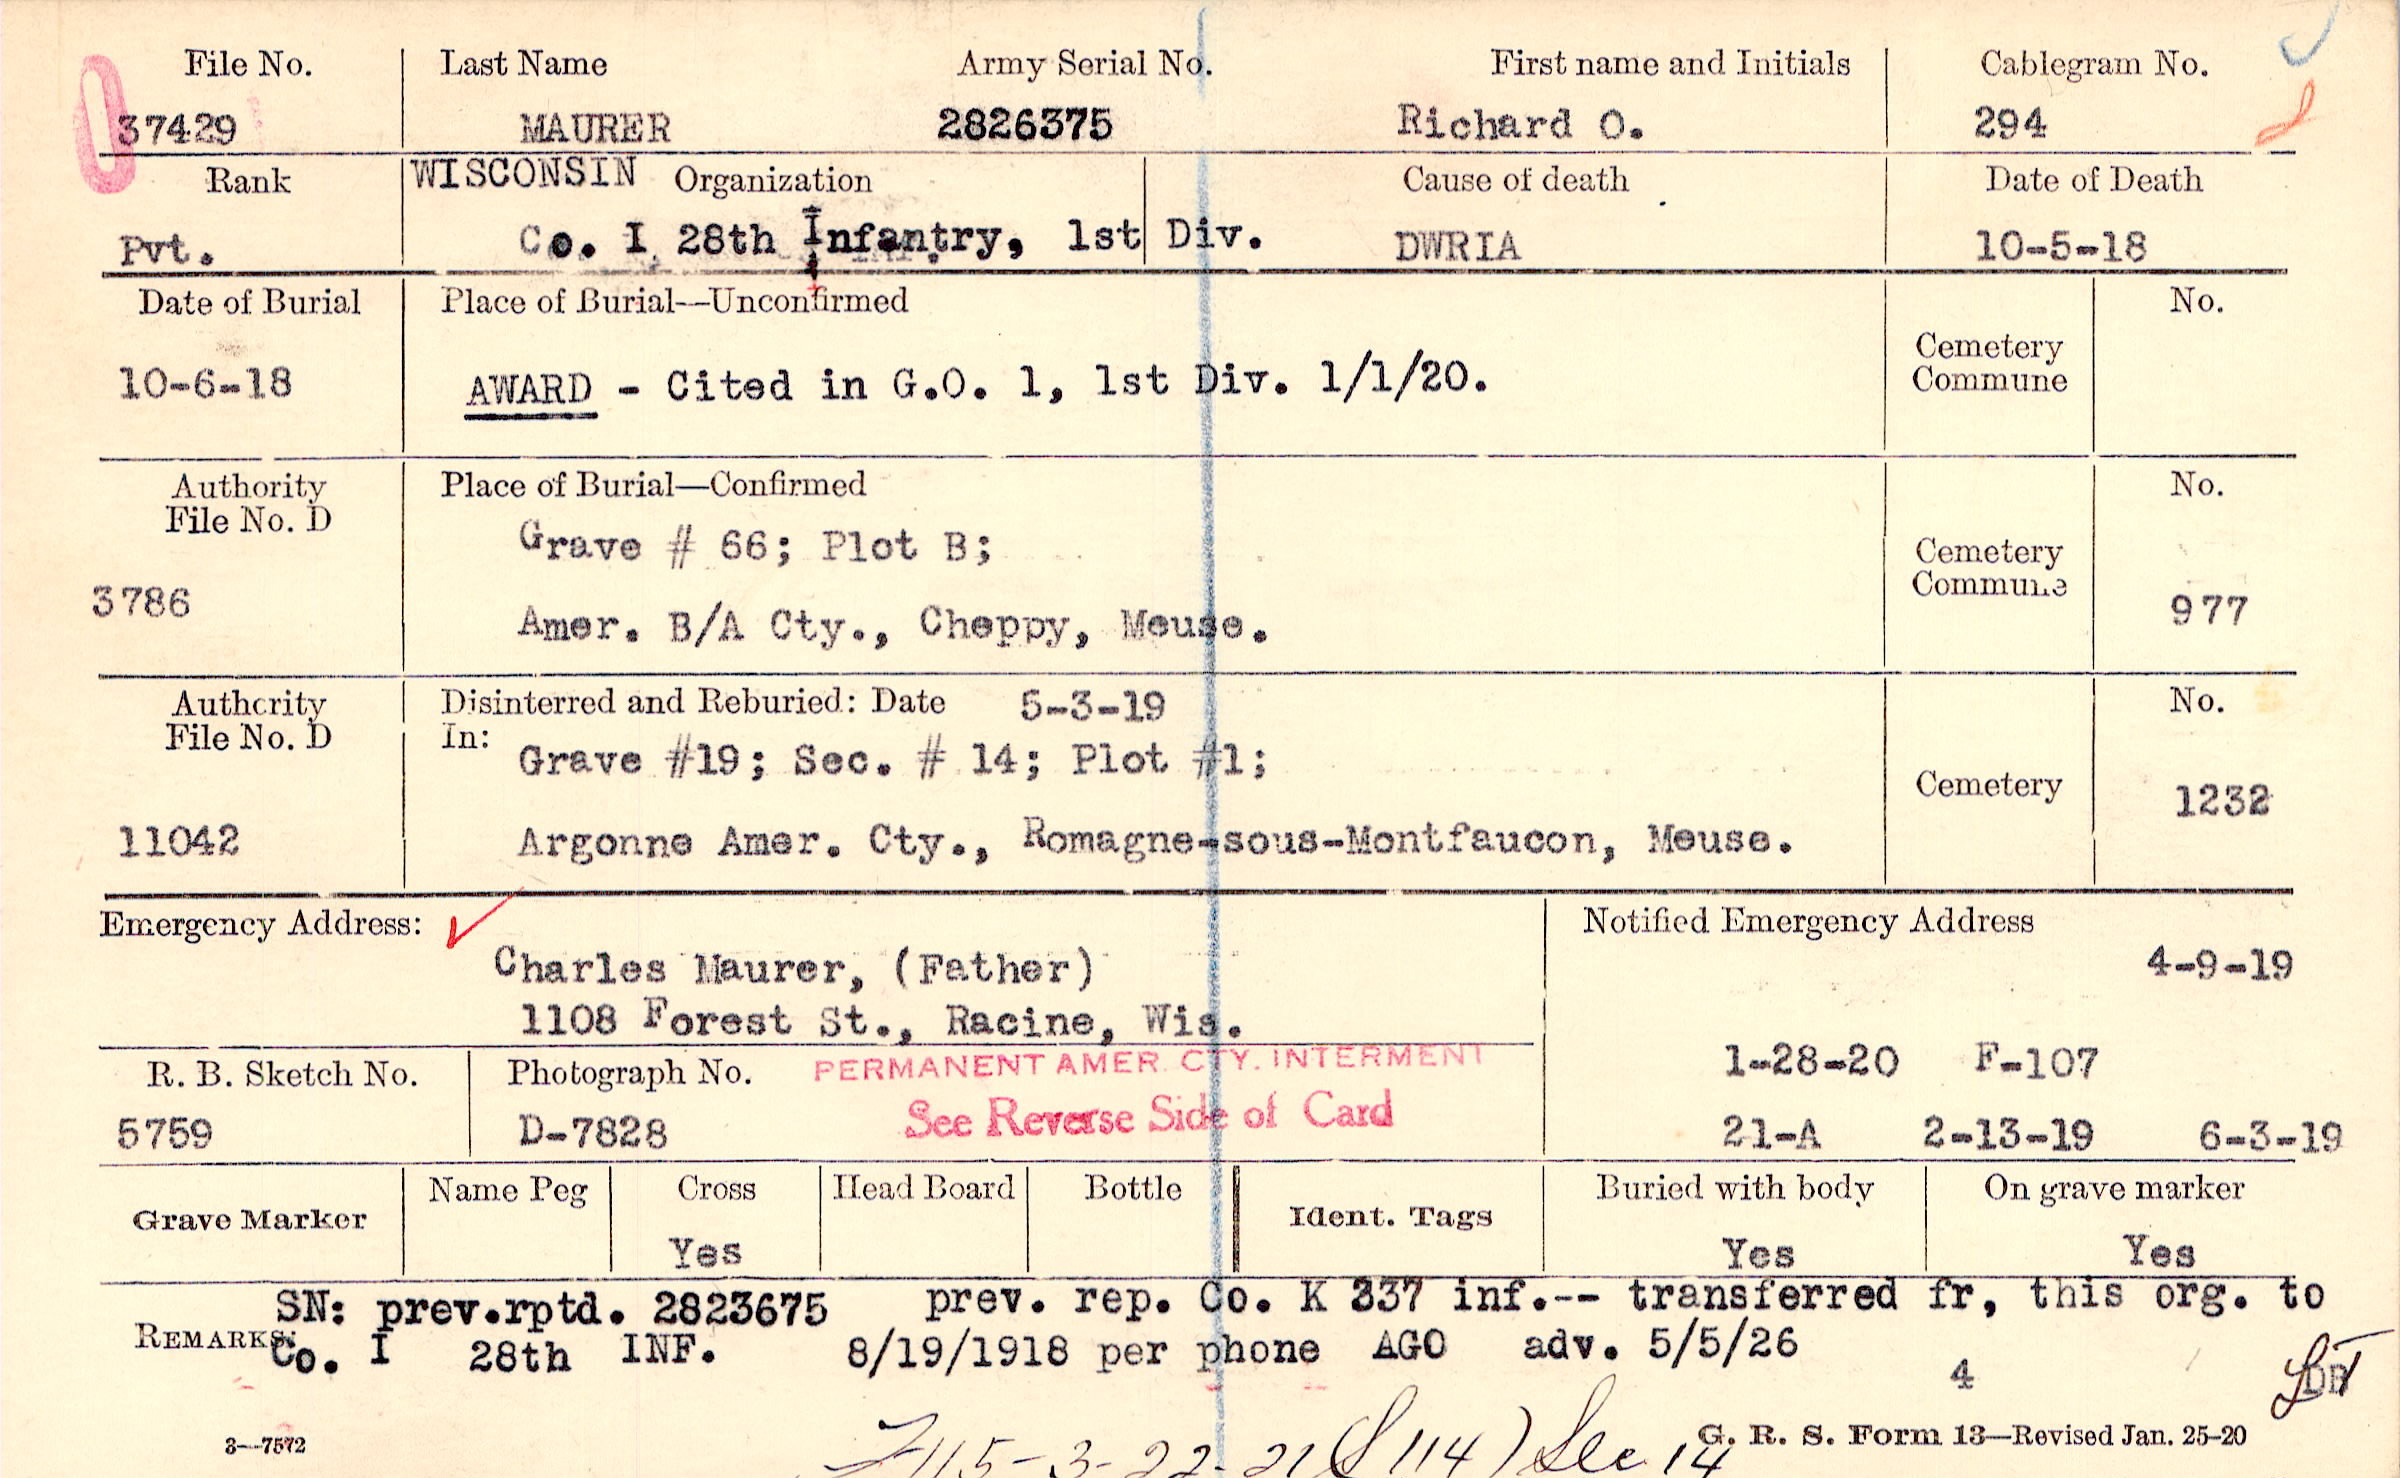 File No. Last Name Army Serial No. First name and Initials Cablegram No.
37429 MAURER 2826375 Richard O. 294
Rank WISCONSIN Organization Cause of death Date of Death
Pvt. Co. I 28th Infantry, 1st Div. DWRIA 10-5-18
Date of Burial Place of Burial—Unconfirmed No.
Cemetery
Commune
10-6-18 AWARD - Cited in G.O. 1, 1st Div. 1/1/20.
Authority Place of Burial—Confirmed No.
File No. D
Grave # 66; Plot B; Cemetery
Commune
3786 Amer. B/A Cty., Cheppy, Meuse. 977
Authority Disinterred and Reburied: Date 5-3-19 No.
File No. D In:
Grave #19; Sec. # 14; Plot #1;
Cemetery 1232
11042 Argonne Amer. Cty., Romagne-sous-Montfaucon, Meuse.
Emergency Address: Notified Emergency Address
Charles Maurer, (Father) 4-9-19
1108 Forest St., Racine, Wis.
R. B. Sketch No. Photograph No. PERMANENT AMER. CTY. INTERMENT 1-28-20 F-107
See Reverse Side of Card
5759 D-7828 21-A 2-13-19 6-3-19
Grave Marker Name Peg Cross Head Board Bottle Ident. Tags Buried with body On grave marker
Yes Yes Yes
SN: prev.rptd. 2823675 prev. rep. Co. K 337 inf.-- transferred fr, this org. to
REMARKS: Co. I 28th INF. 8/19/1918 per phone AGO adv. 5/5/26
4
3—7572 G. R. S. Form 13—Revised Jan. 25-20
3-22-21 (S 114) Sec 14